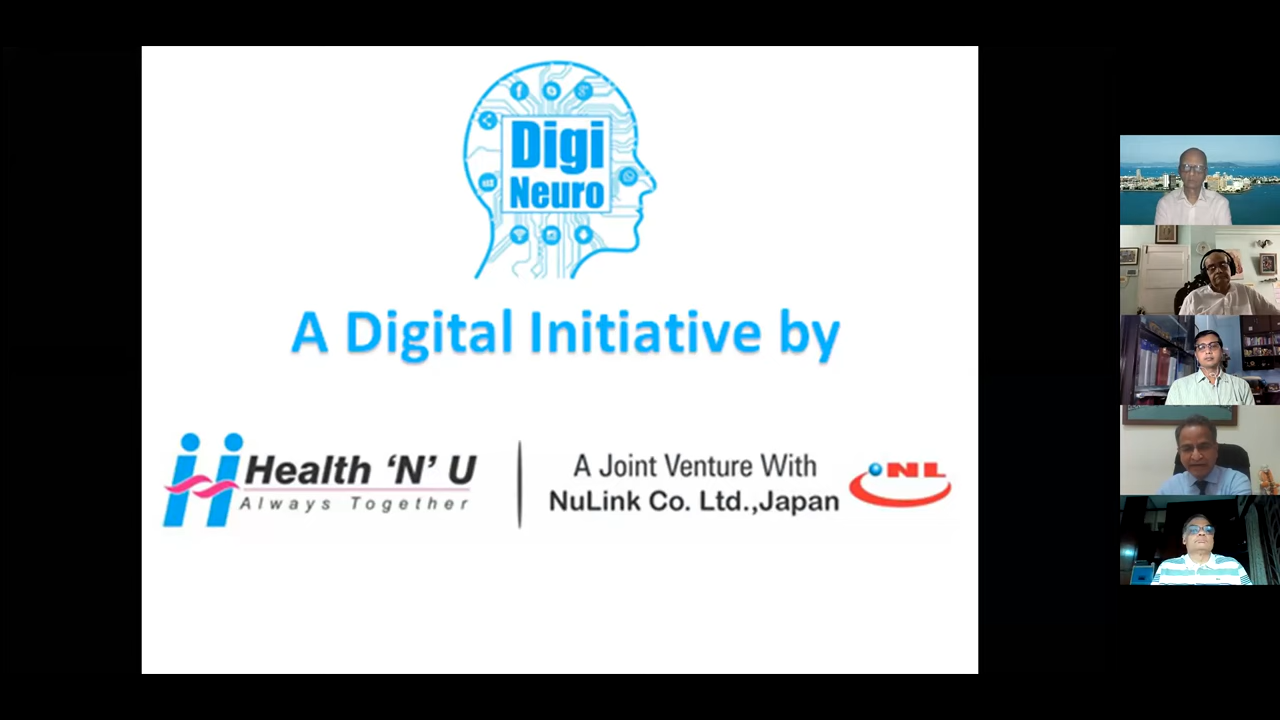 Digi
Neuro
A Digital Initiative by
Health ‘N’ U
Always Together
A Joint Venture With
NuLink Co. Ltd.,Japan
NL